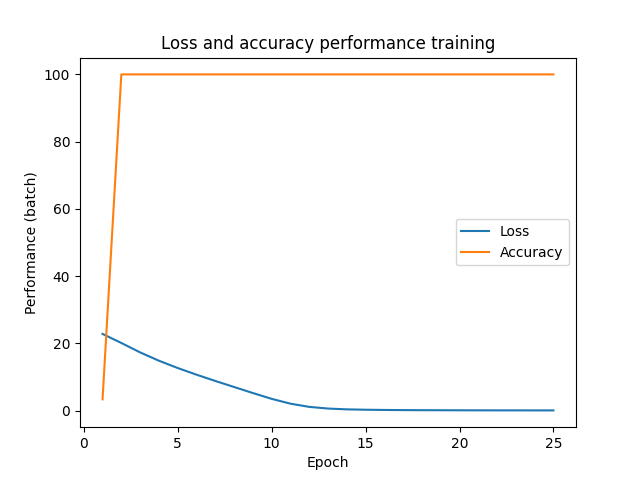 Loss and accuracy performance training
100
80
60
40
20
0
Performance (batch)
Loss
Accuracy
0 5 10 15 20 25
Epoch